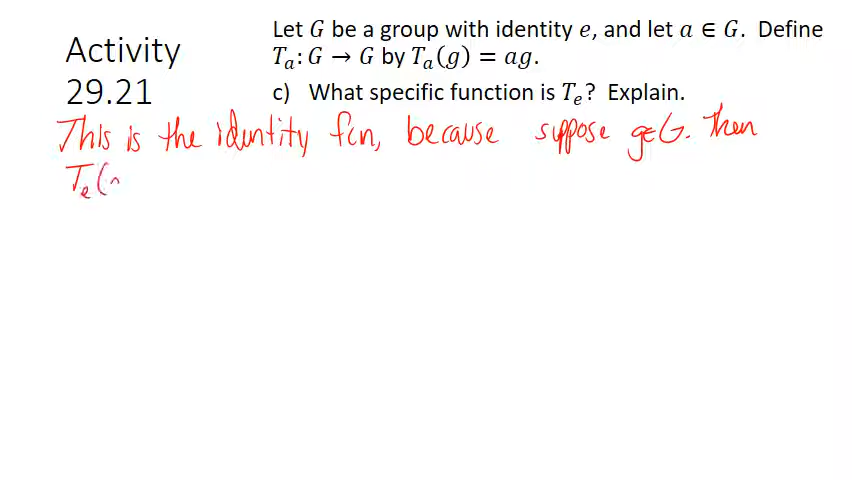 Activity
29.21
Let G be a group with identity e, and let a ∈ G. Define
Tₐ: G → G by Tₐ(g) = ag.
c) What specific function is Tₑ? Explain.
This is the identity fcn, because suppose g∈G. Then
Tₑ(